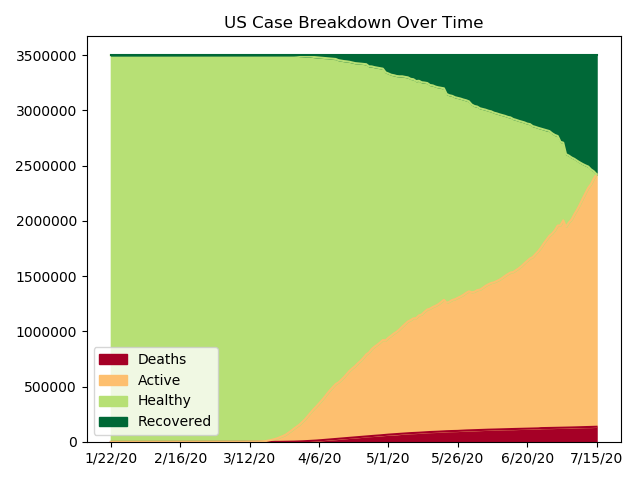 US Case Breakdown Over Time
3500000
3000000
2500000
2000000
1500000
1000000
500000
0
Deaths
Active
Healthy
Recovered
1/22/20 2/16/20 3/12/20 4/6/20 5/1/20 5/26/20 6/20/20 7/15/20